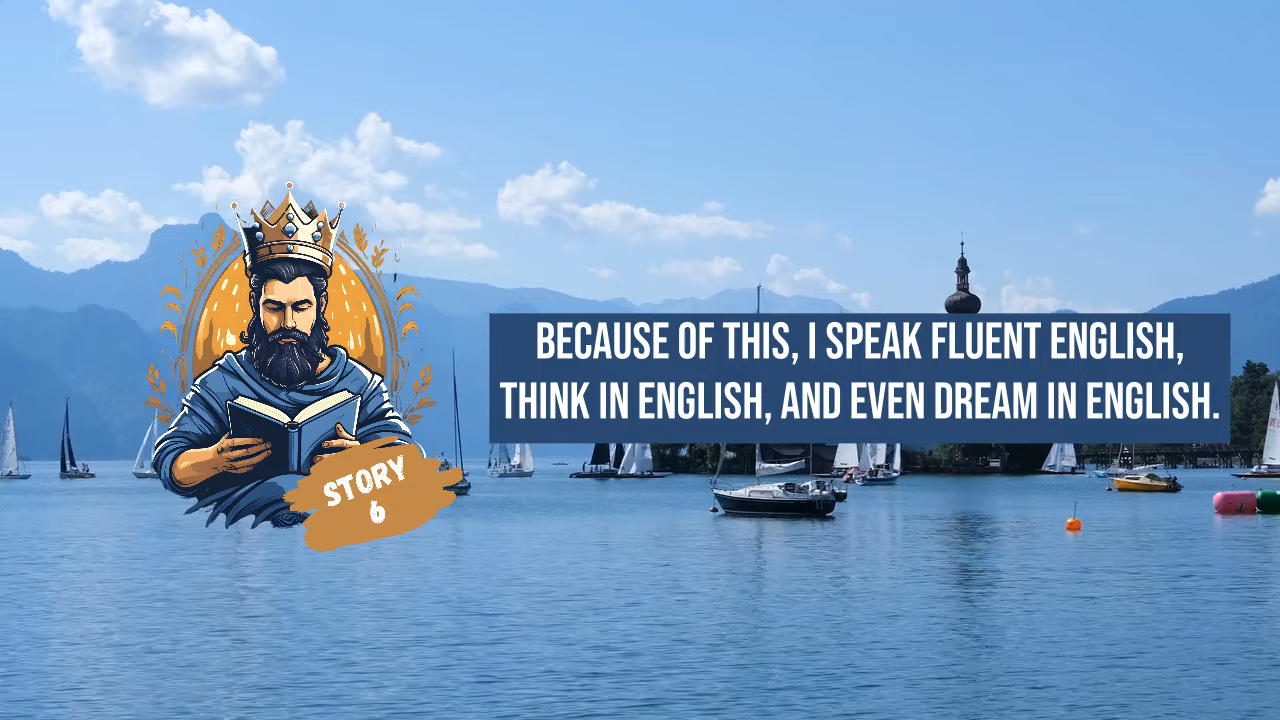 BECAUSE OF THIS, I SPEAK FLUENT ENGLISH,
THINK IN ENGLISH, AND EVEN DREAM IN ENGLISH.
STORY
6